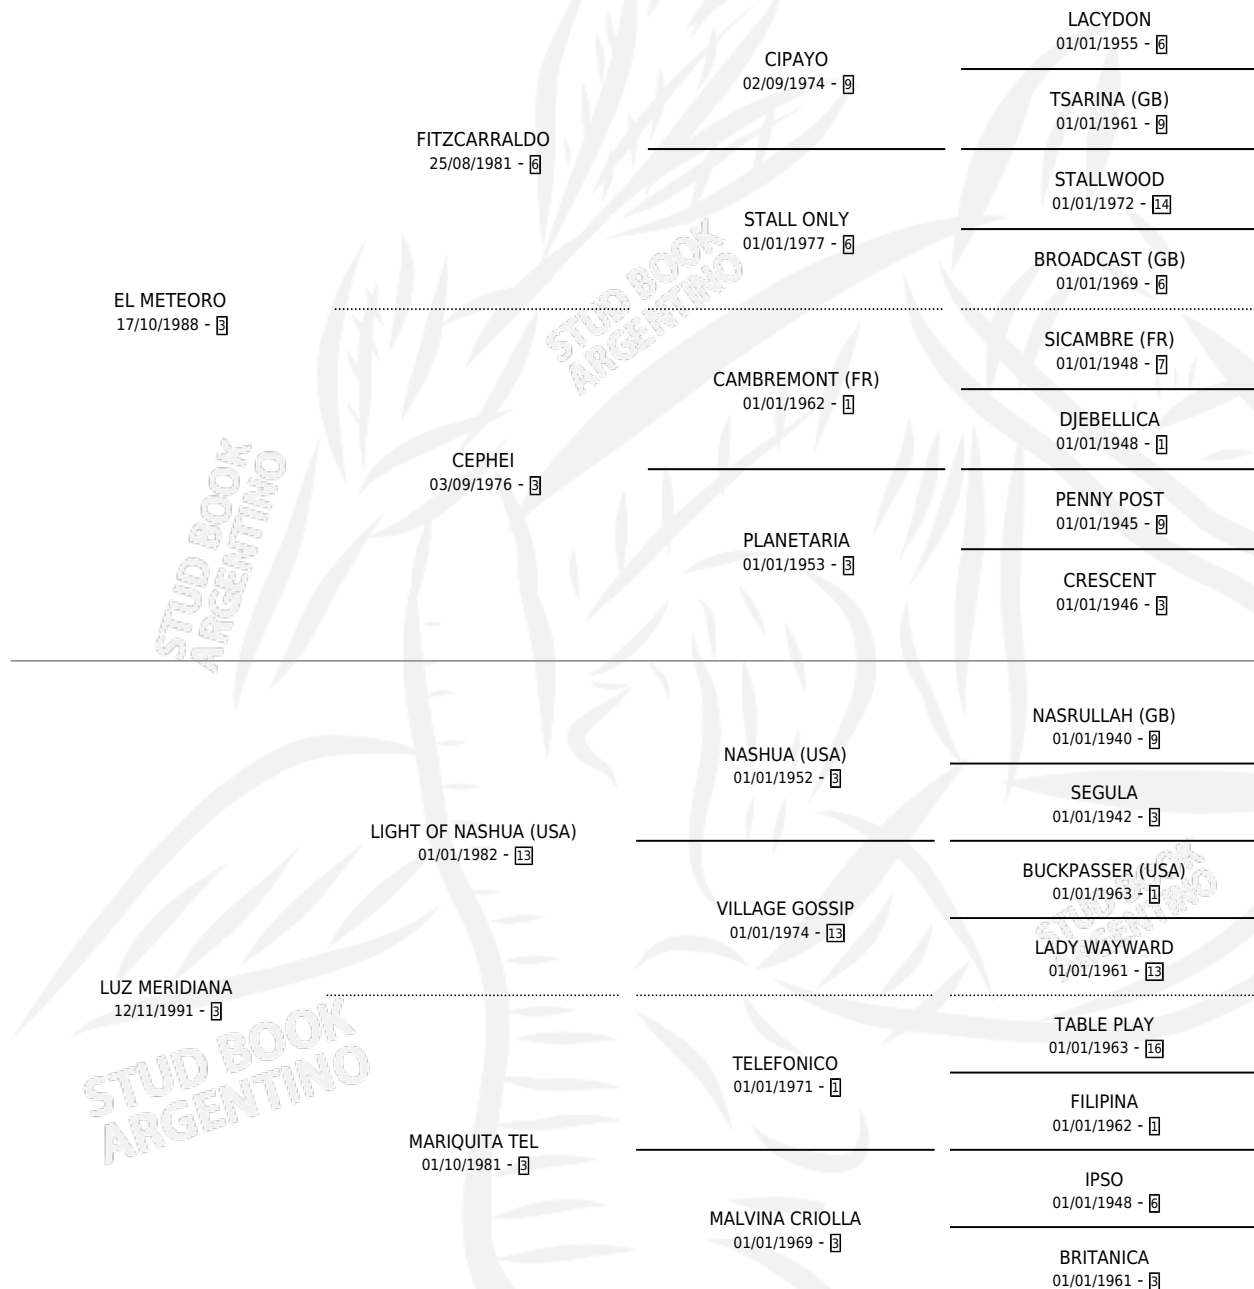 LACYDON
01/01/1955 - 6
CIPAYO
02/09/1974 - 9
TSARINA (GB)
01/01/1961 - 9
FITZCARRALDO
25/08/1981 - 6
STALLWOOD
01/01/1972 - 14
STALL ONLY
01/01/1977 - 6
BROADCAST (GB)
01/01/1969 - 6
EL METEORO
17/10/1988 - 3
SICAMBRE (FR)
01/01/1948 - 7
CAMBREMONT (FR)
01/01/1962 - 1
DJEBELLICA
01/01/1948 - 1
CEPHEI
03/09/1976 - 3
PENNY POST
01/01/1945 - 9
PLANETARIA
01/01/1953 - 3
CRESCENT
01/01/1946 - 3
STUD BOOK
ARGENTINO
STUD BOOK
ARGENTINO
NASRULLAH (GB)
01/01/1940 - 9
NASHUA (USA)
01/01/1952 - 3
SEGULA
01/01/1942 - 3
LIGHT OF NASHUA (USA)
01/01/1982 - 13
BUCKPASSER (USA)
01/01/1963 - 1
VILLAGE GOSSIP
01/01/1974 - 13
LADY WAYWARD
01/01/1961 - 13
LUZ MERIDIANA
12/11/1991 - 3
TABLE PLAY
01/01/1963 - 16
TELEFONICO
01/01/1971 - 1
FILIPINA
01/01/1962 - 1
MARIQUITA TEL
01/10/1981 - 3
IPSO
01/01/1948 - 6
MALVINA CRIOLLA
01/01/1969 - 3
BRITANICA
01/01/1961 - 3
STUD BOOK
ARGENTINO
STUD BOOK
ARGENTINO